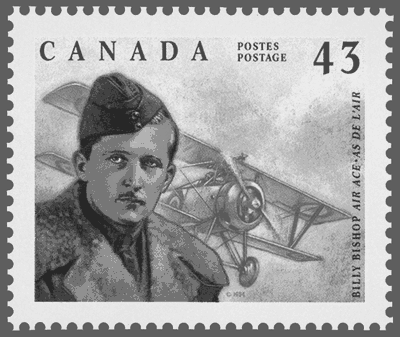 CANADA
POSTES
POSTAGE
43
BILLY BISHOP AIR ACE • AS DE L'AIR